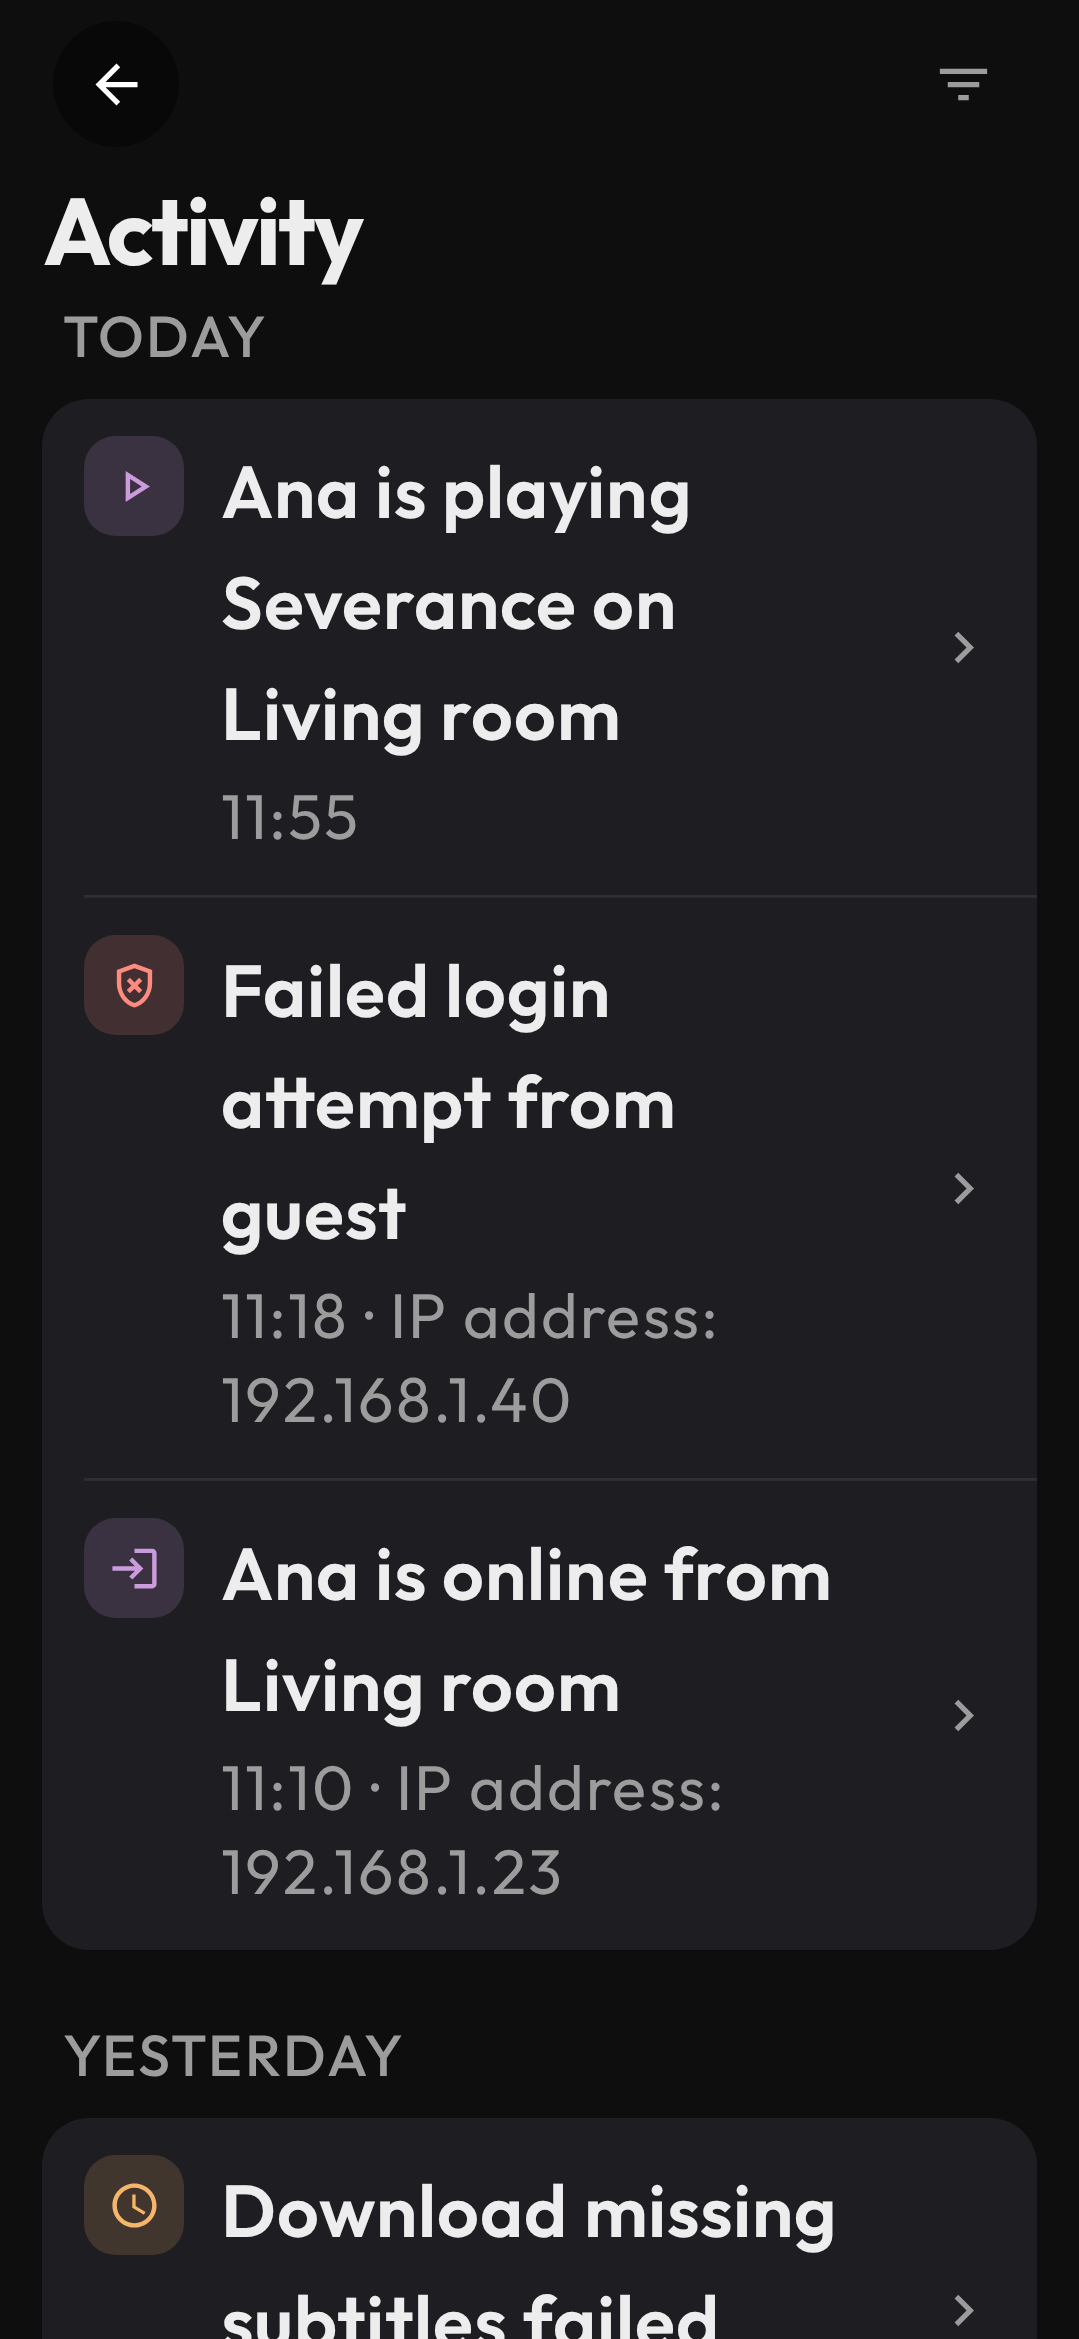 Activity
TODAY
Ana is playing
Severance on
Living room
11:55
Failed login
attempt from
guest
11:18 · IP address:
192.168.1.40
Ana is online from
Living room
11:10 · IP address:
192.168.1.23
YESTERDAY
Download missing
subtitles failed